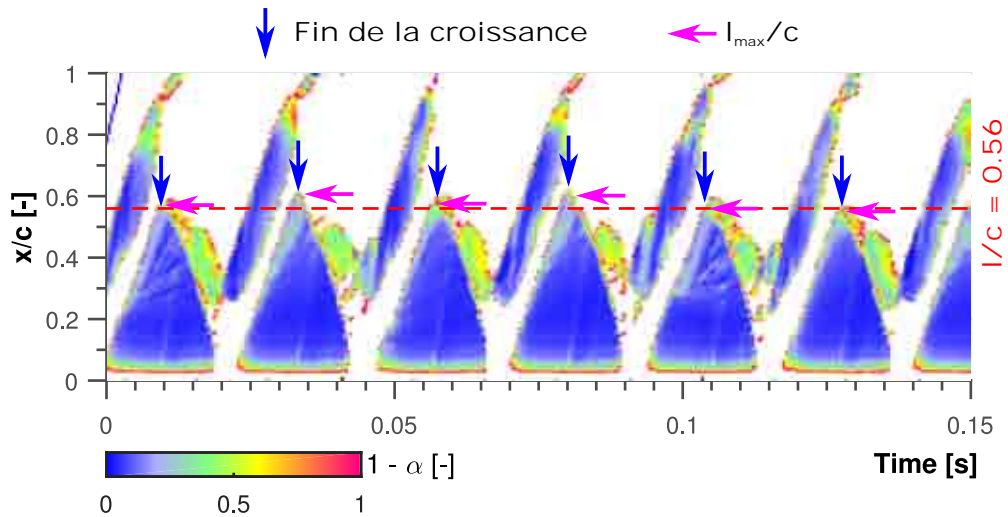 Fin de la croissance
l_max/c
1
0.8
0.6
0.4
0.2
0
x/c [-]
l/c = 0.56
0
0.05
0.1
0.15
Time [s]
1 - α [-]
0
0.5
1